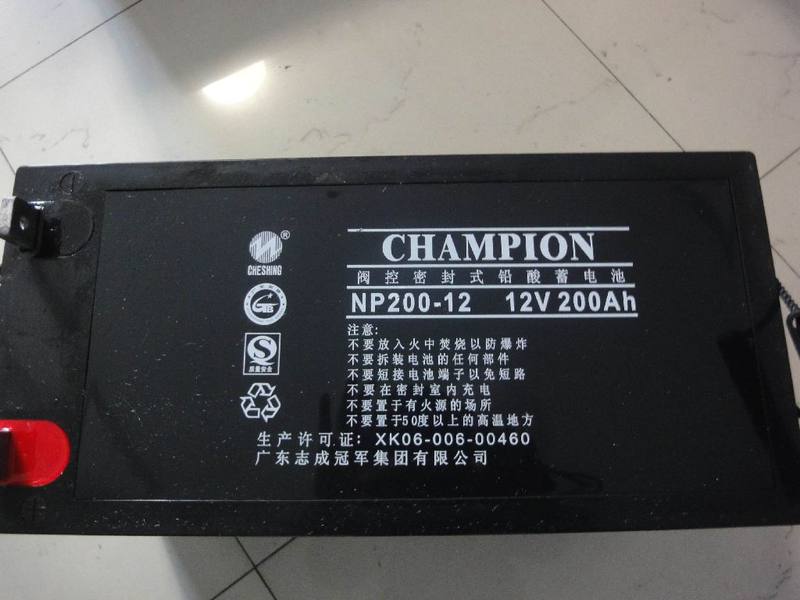 CHESHING
®
质量安全
CHAMPION
阀控密封式铅酸蓄电池
NP200-12 12V 200Ah
注意:
不要放入火中焚烧以防爆炸
不要拆装电池的任何部件
不要短接电池端子以免短路
不要在密封室内充电
不要置于有火源的场所
不要置于50度以上的高温地方
生产许可证: XK06-006-00460
广东志成冠军集团有限公司